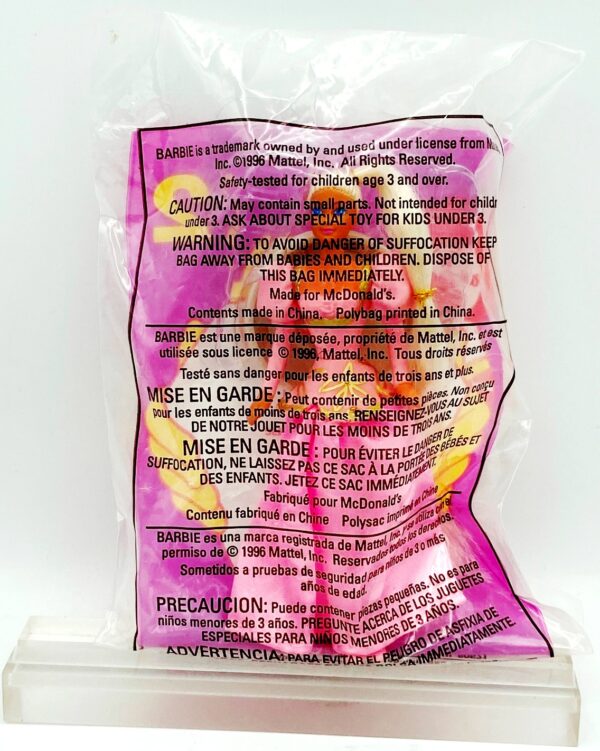 BARBIE is a trademark owned by and used under license from
Inc. ©1996 Mattel, Inc. All Rights Reserved.
Safety-tested for children age 3 and over.
CAUTION: May contain small parts. Not intended for childr
under 3. ASK ABOUT SPECIAL TOY FOR KIDS UNDER 3.
WARNING: TO AVOID DANGER OF SUFFOCATION KEEP
BAG AWAY FROM BABIES AND CHILDREN. DISPOSE OF
THIS BAG IMMEDIATELY.
Made for McDonald's.
Contents made in China. Polybag printed in China.
BARBIE est une marque déposée, propriété de Mattel, Inc. et est
utilisée sous licence © 1996, Mattel, Inc. Tous droits réservés
Testé sans danger pour les enfants de trois ans et plus.
MISE EN GARDE : Peut contenir de petites pièces. Non conçu
pour les enfants de moins de trois ans. RENSEIGNEZ-VOUS AU SUJET
DE NOTRE JOUET POUR LES MOINS DE TROIS ANS.
MISE EN GARDE : POUR ÉVITER LE DANGER DE
SUFFOCATION, NE LAISSEZ PAS CE SAC À LA PORTÉE DES BÉBÉS ET
DES ENFANTS. JETEZ CE SAC IMMÉDIATEMENT.
Fabriqué pour McDonald's
Contenu fabriqué en Chine Polysac imprimé en Chine
BARBIE es una marca registrada de Mattel, Inc. y se utiliza con el
permiso de © 1996 Mattel, Inc. Reservados todos los derechos.
Sometidos a pruebas de seguridad para niños de 3 o más
años de edad.
PRECAUCION: Puede contener piezas pequeñas. No es para
niños menores de 3 años. PREGUNTE ACERCA DE LOS JUGUETES
ESPECIALES PARA NIÑOS MENORES DE 3 AÑOS.
ADVERTENCIA: PARA EVITAR EL PELIGRO DE ASFIXIA DE
IMMEDIATAMENTE.